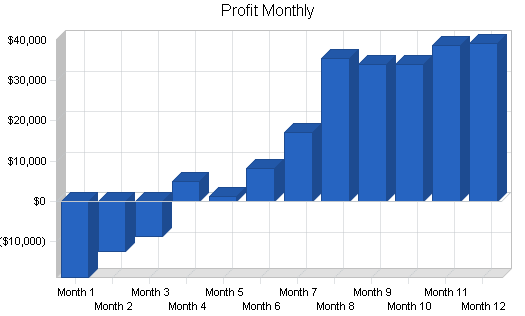 Profit Monthly
$40,000
$30,000
$20,000
$10,000
$0
($10,000)
Month 1 Month 3 Month 5 Month 7 Month 9 Month 11
Month 2 Month 4 Month 6 Month 8 Month 10 Month 12